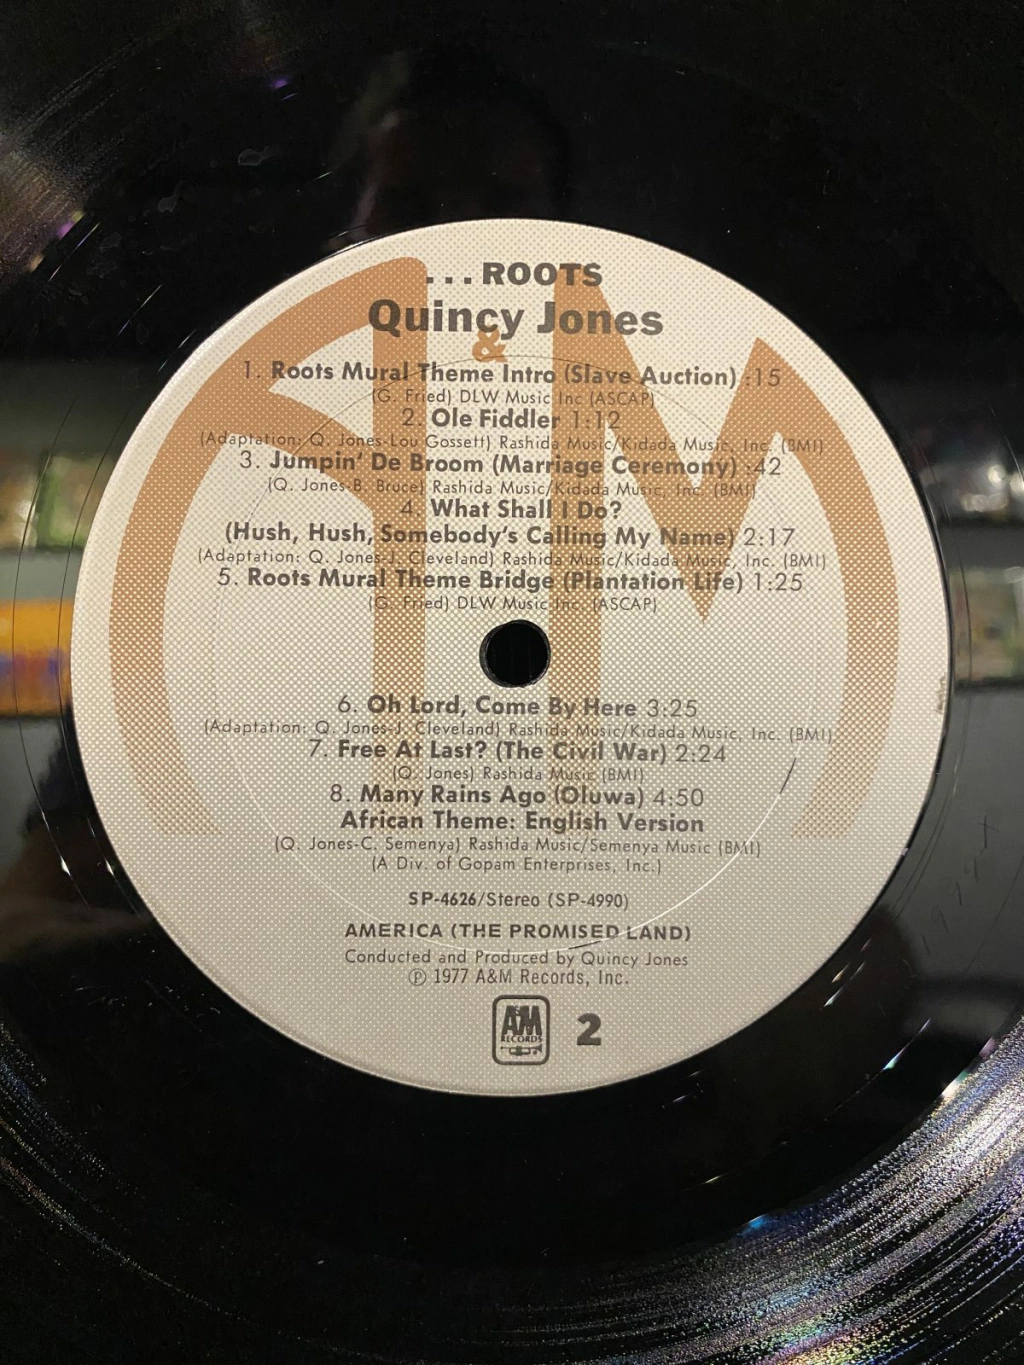 ...ROOTS
Quincy Jones
&
1. Roots Mural Theme Intro (Slave Auction) :15
(G. Fried) DLW Music Inc (ASCAP)
2. Ole Fiddler 1:12
(Adaptation: Q. Jones-Lou Gossett) Rashida Music/Kidada Music, Inc. (BMI)
3. Jumpin' De Broom (Marriage Ceremony) :42
(Q. Jones-B. Bruce) Rashida Music/Kidada Music, Inc. (BMI)
4. What Shall I Do?
(Hush, Hush, Somebody's Calling My Name) 2:17
(Adaptation: Q. Jones-J. Cleveland) Rashida Music/Kidada Music, Inc. (BMI)
5. Roots Mural Theme Bridge (Plantation Life) 1:25
(G. Fried) DLW Music Inc. (ASCAP)
6. Oh Lord, Come By Here 3:25
(Adaptation: Q. Jones-J. Cleveland) Rashida Music/Kidada Music, Inc. (BMI)
7. Free At Last? (The Civil War) 2:24
(Q. Jones) Rashida Music (BMI)
8. Many Rains Ago (Oluwa) 4:50
African Theme: English Version
(Q. Jones-C. Semenya) Rashida Music/Semenya Music (BMI)
(A Div. of Gopam Enterprises, Inc.)
SP-4626/Stereo (SP-4990)
AMERICA (THE PROMISED LAND)
Conducted and Produced by Quincy Jones
℗ 1977 A&M Records, Inc.
A&M
RECORDS
2